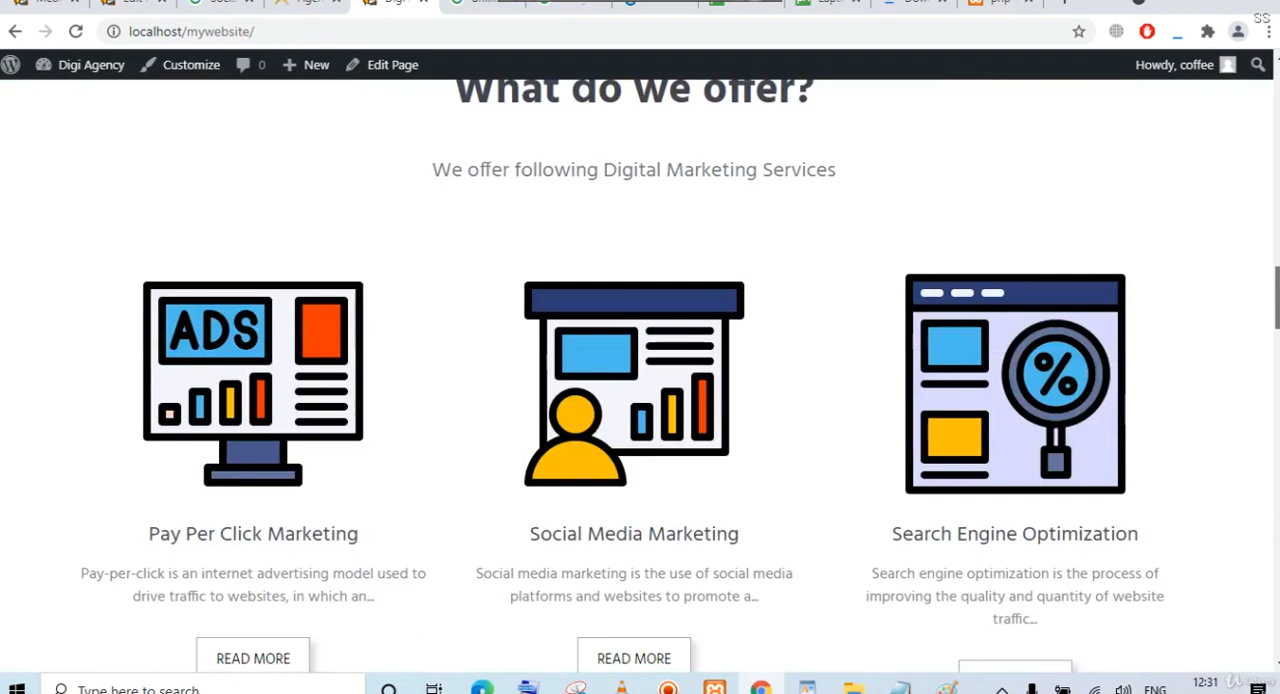 localhost/mywebsite/
SS
Digi Agency Customize 0 New Edit Page Howdy, coffee
What do we offer?
We offer following Digital Marketing Services
ADS
%
Pay Per Click Marketing
Pay-per-click is an internet advertising model used to
drive traffic to websites, in which an...
READ MORE
Social Media Marketing
Social media marketing is the use of social media
platforms and websites to promote a...
READ MORE
Search Engine Optimization
Search engine optimization is the process of
improving the quality and quantity of website
traffic...
Type here to search
ENG
12:31